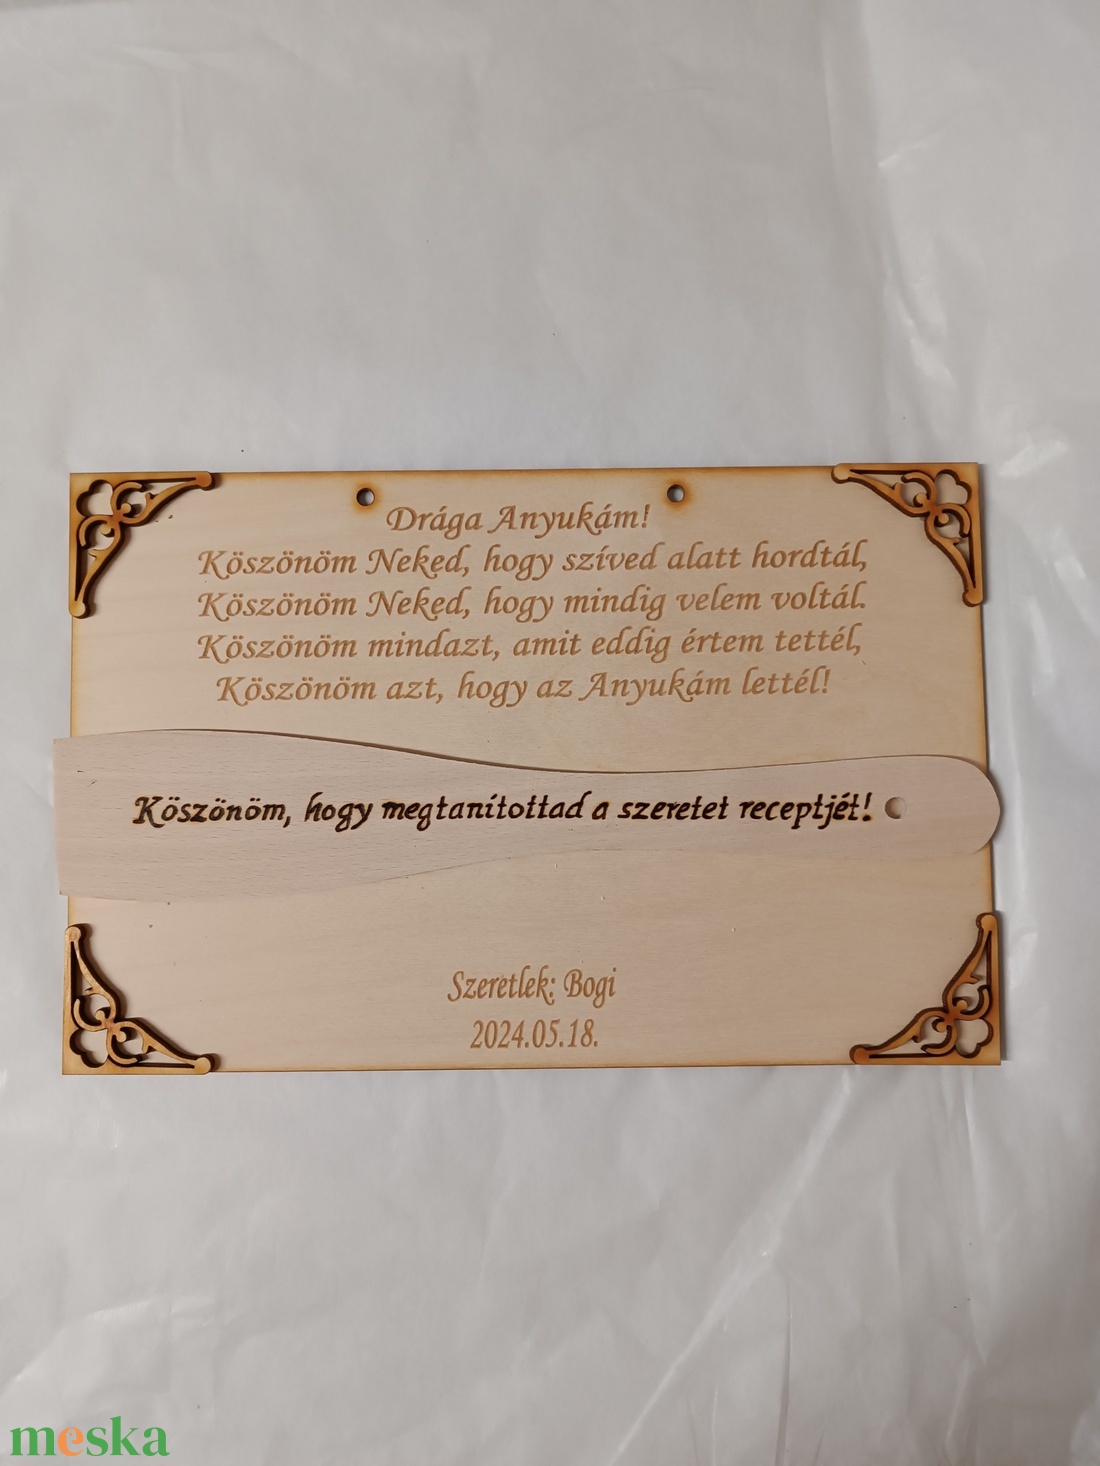 Drága Anyukám!
Köszönöm Neked, hogy szíved alatt hordtál,
Köszönöm Neked, hogy mindig velem voltál.
Köszönöm mindazt, amit eddig értem tettél,
Köszönöm azt, hogy az Anyukám lettél!
Köszönöm, hogy megtanítottad a szeretet receptjét!
Szeretlek: Bogi
2024.05.18.
meska